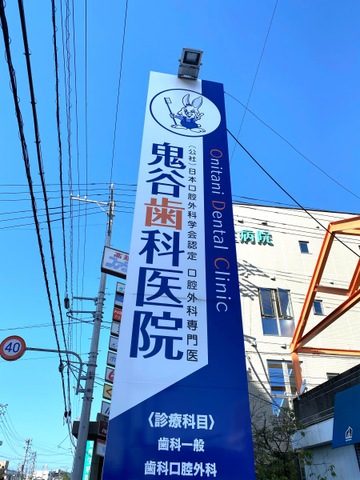 鬼谷歯科医院
(公社)日本口腔外科学会認定 口腔外科専門医
Onitani Dental Clinic
〈診療科目〉
歯科一般
歯科口腔外科
病院
40